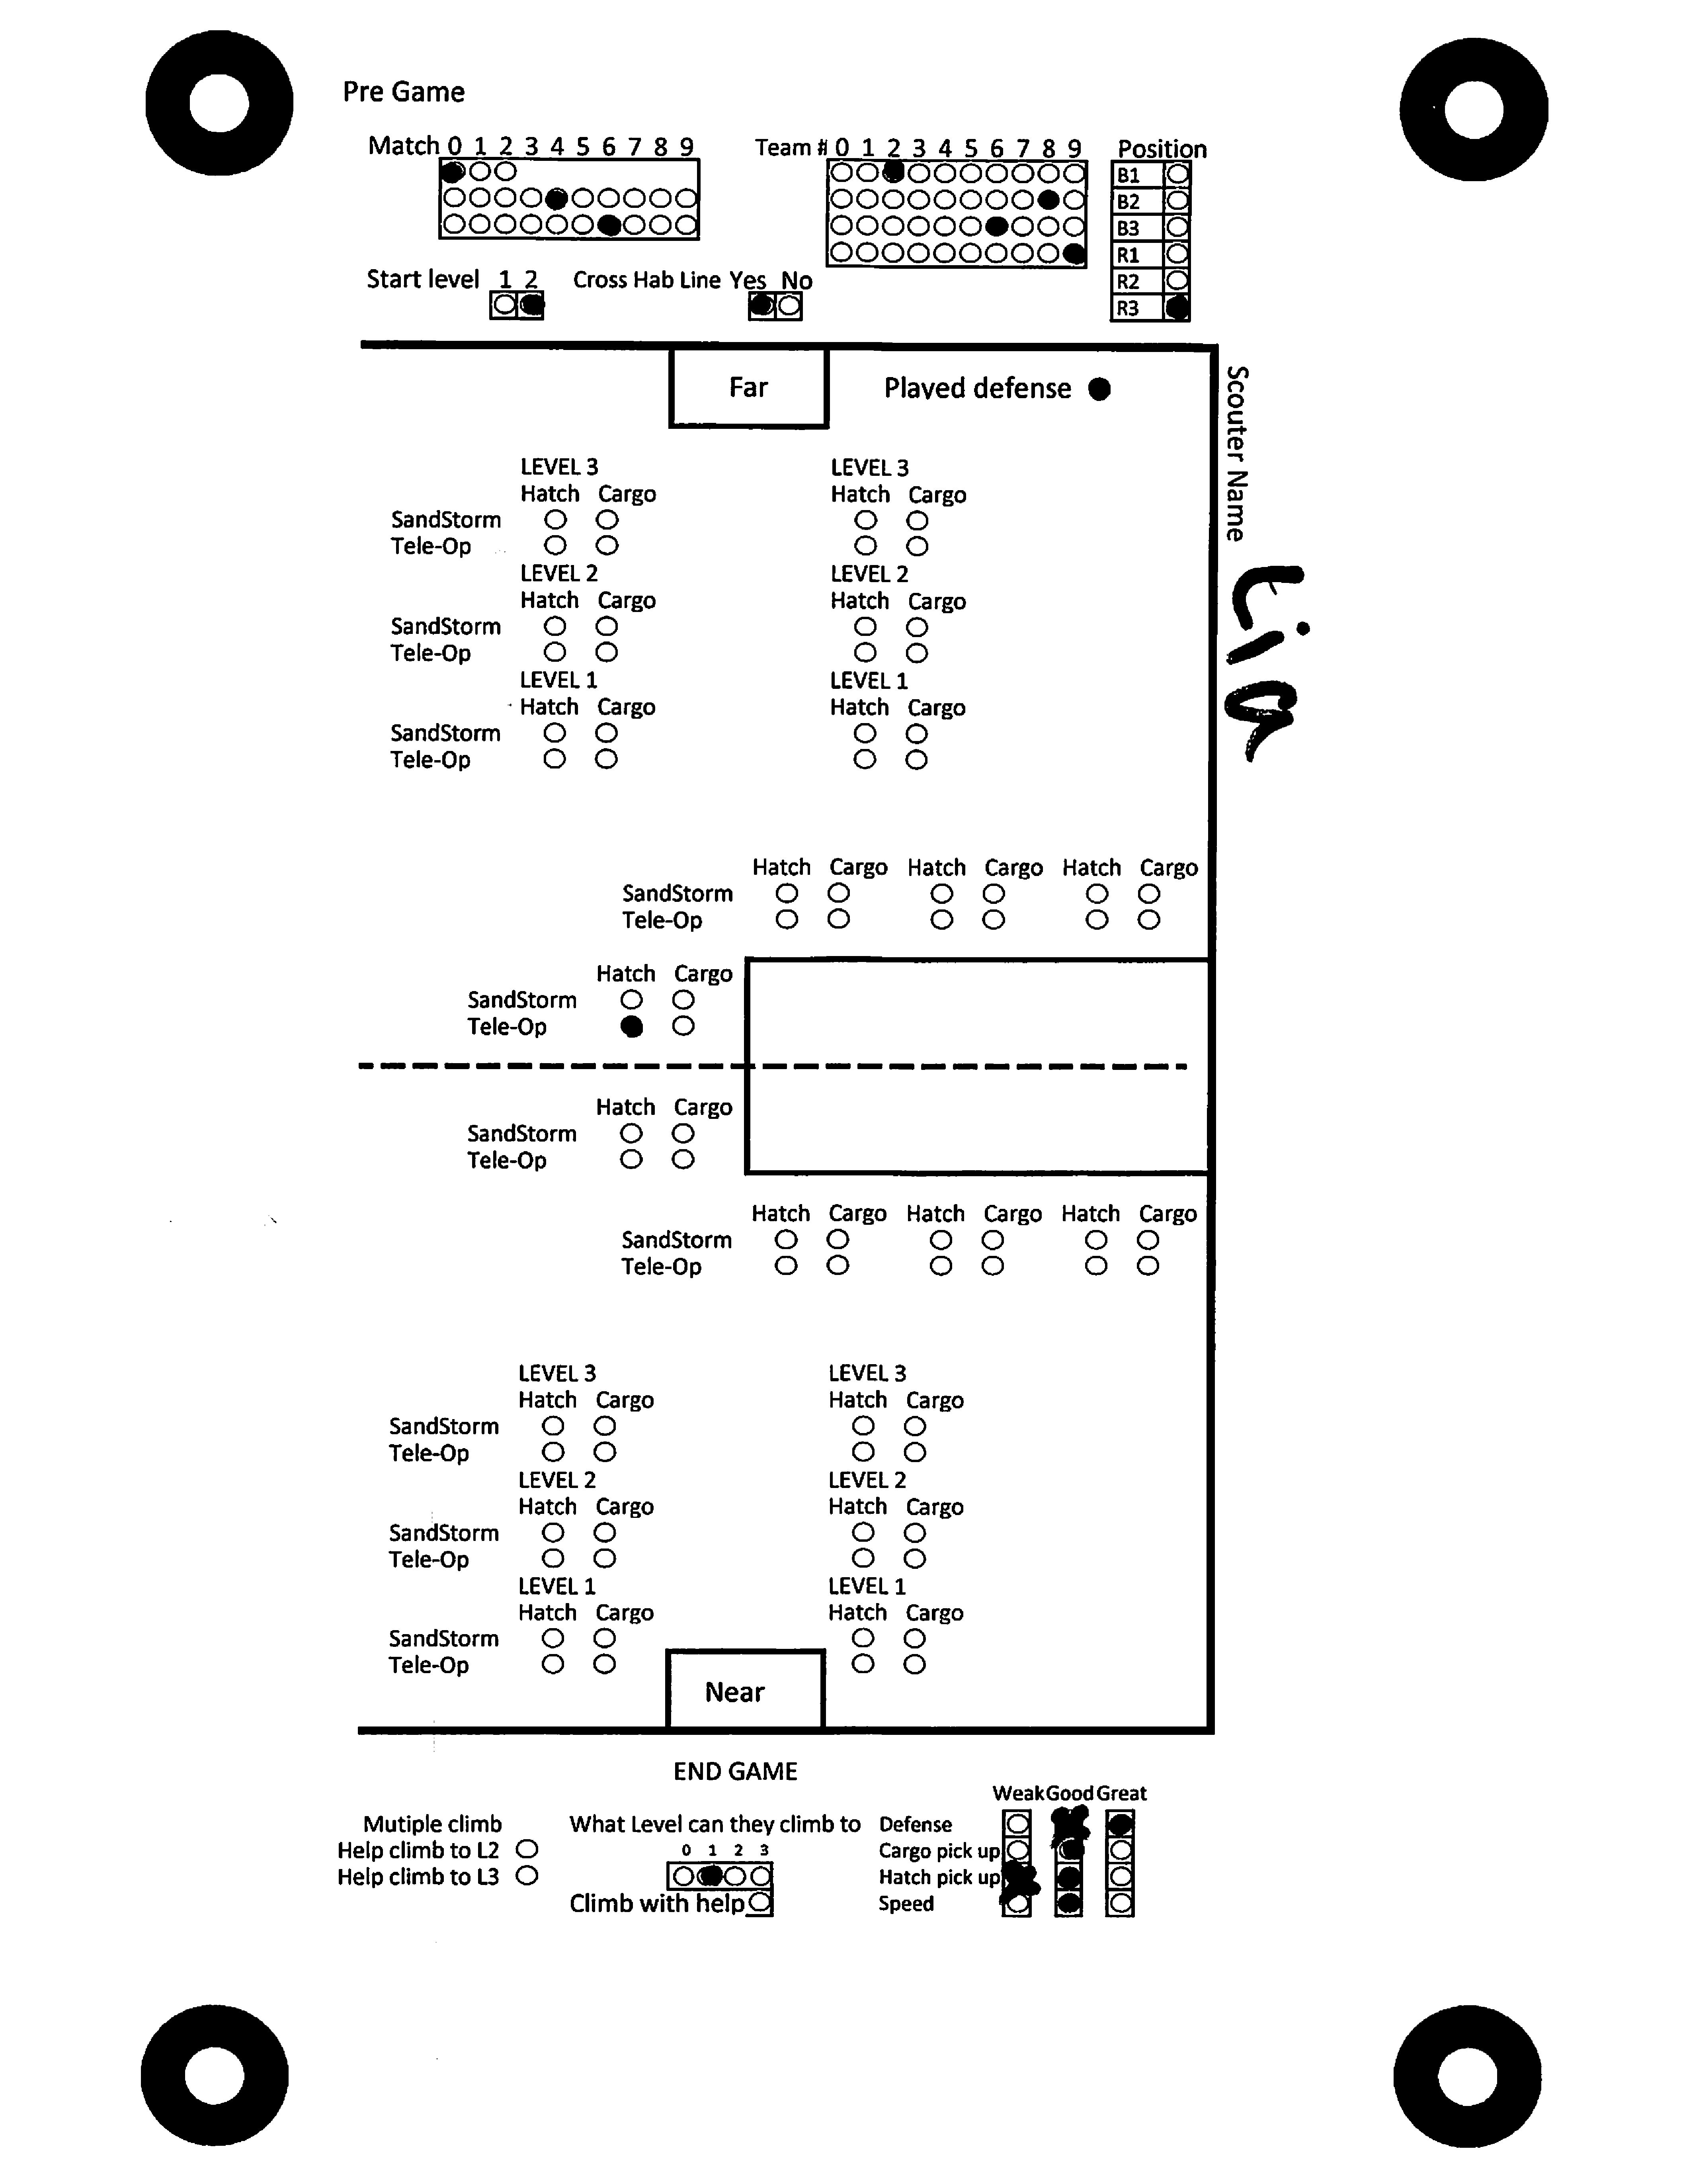 Pre Game
Match 0 1 2 3 4 5 6 7 8 9
Team # 0 1 2 3 4 5 6 7 8 9
Position
B1
B2
B3
R1
R2
R3
Start level 1 2
Cross Hab Line Yes No
Far
Played defense
Scouter Name
Lia
LEVEL 3 LEVEL 3
Hatch Cargo Hatch Cargo
SandStorm
Tele-Op
LEVEL 2 LEVEL 2
Hatch Cargo Hatch Cargo
SandStorm
Tele-Op
LEVEL 1 LEVEL 1
Hatch Cargo Hatch Cargo
SandStorm
Tele-Op
Hatch Cargo Hatch Cargo Hatch Cargo
SandStorm
Tele-Op
Hatch Cargo
SandStorm
Tele-Op
Hatch Cargo
SandStorm
Tele-Op
Hatch Cargo Hatch Cargo Hatch Cargo
SandStorm
Tele-Op
LEVEL 3 LEVEL 3
Hatch Cargo Hatch Cargo
SandStorm
Tele-Op
LEVEL 2 LEVEL 2
Hatch Cargo Hatch Cargo
SandStorm
Tele-Op
LEVEL 1 LEVEL 1
Hatch Cargo Hatch Cargo
SandStorm
Tele-Op
Near
END GAME
Mutiple climb
Help climb to L2
Help climb to L3
What Level can they climb to
0 1 2 3
Climb with help
Weak Good Great
Defense
Cargo pick up
Hatch pick up
Speed